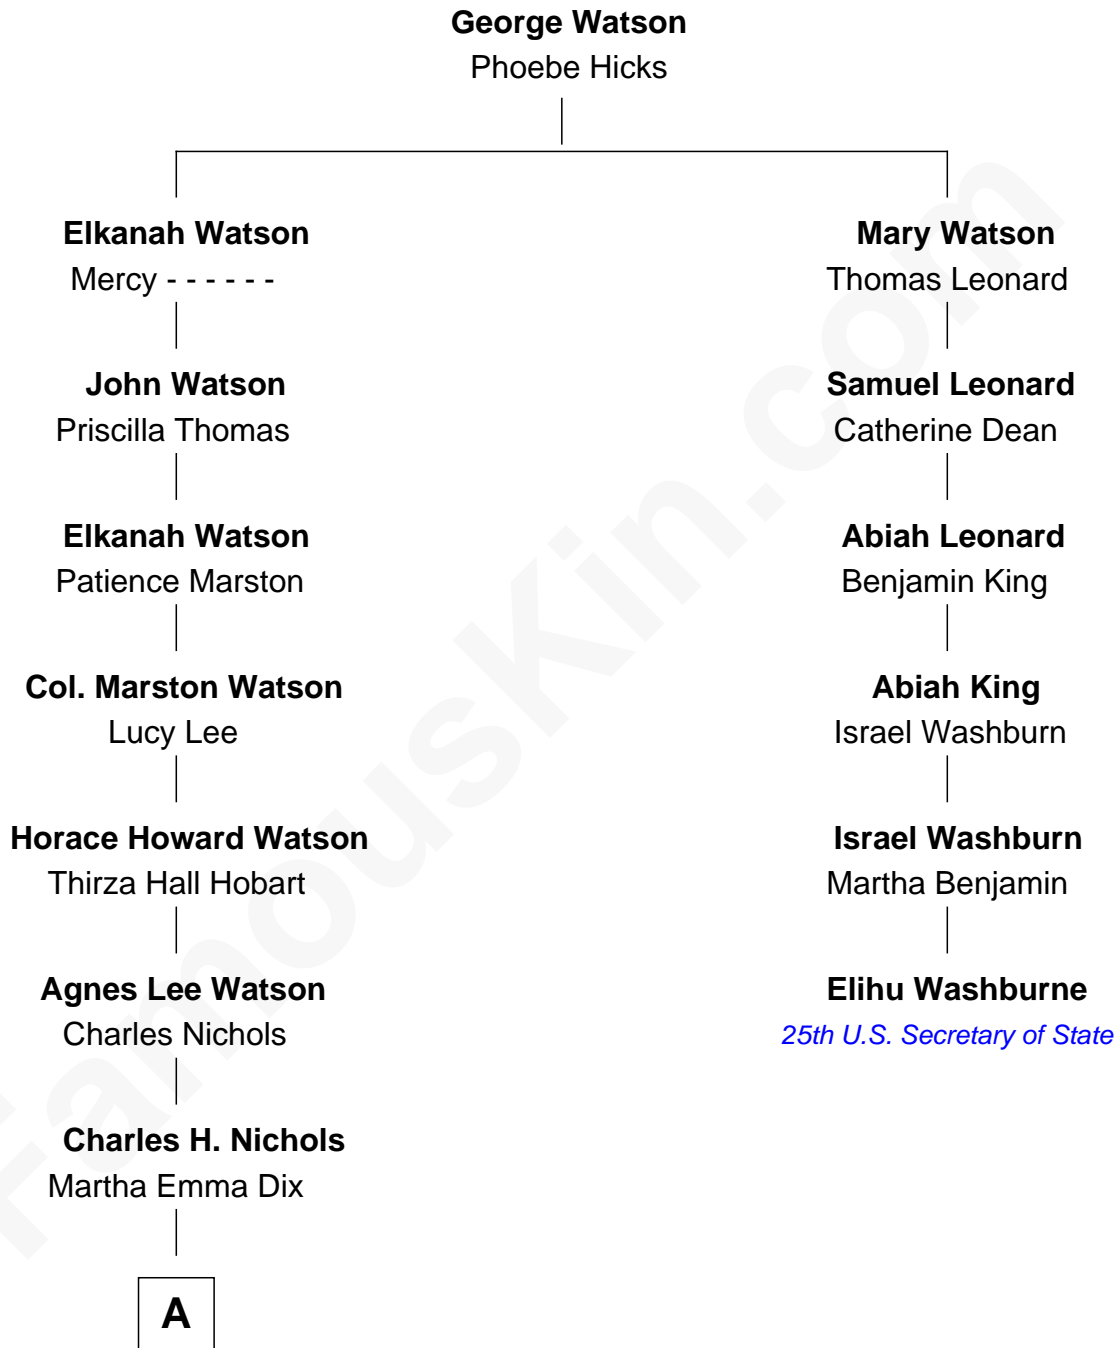 George Watson
Phoebe Hicks
Elkanah Watson
Mercy - - - - - -
Mary Watson
Thomas Leonard
John Watson
Priscilla Thomas
Samuel Leonard
Catherine Dean
Elkanah Watson
Patience Marston
Abiah Leonard
Benjamin King
Col. Marston Watson
Lucy Lee
Abiah King
Israel Washburn
Horace Howard Watson
Thirza Hall Hobart
Israel Washburn
Martha Benjamin
Agnes Lee Watson
Charles Nichols
Elihu Washburne
25th U.S. Secretary of State
Charles H. Nichols
Martha Emma Dix
A
FamousKin.com